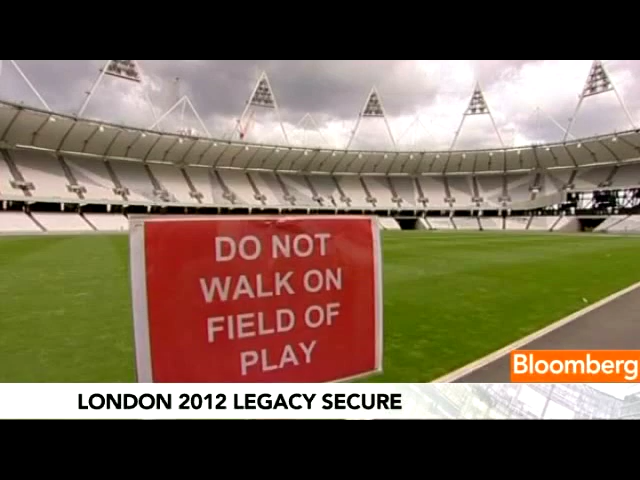 DO NOT
WALK ON
FIELD OF
PLAY
Bloomberg
LONDON 2012 LEGACY SECURE